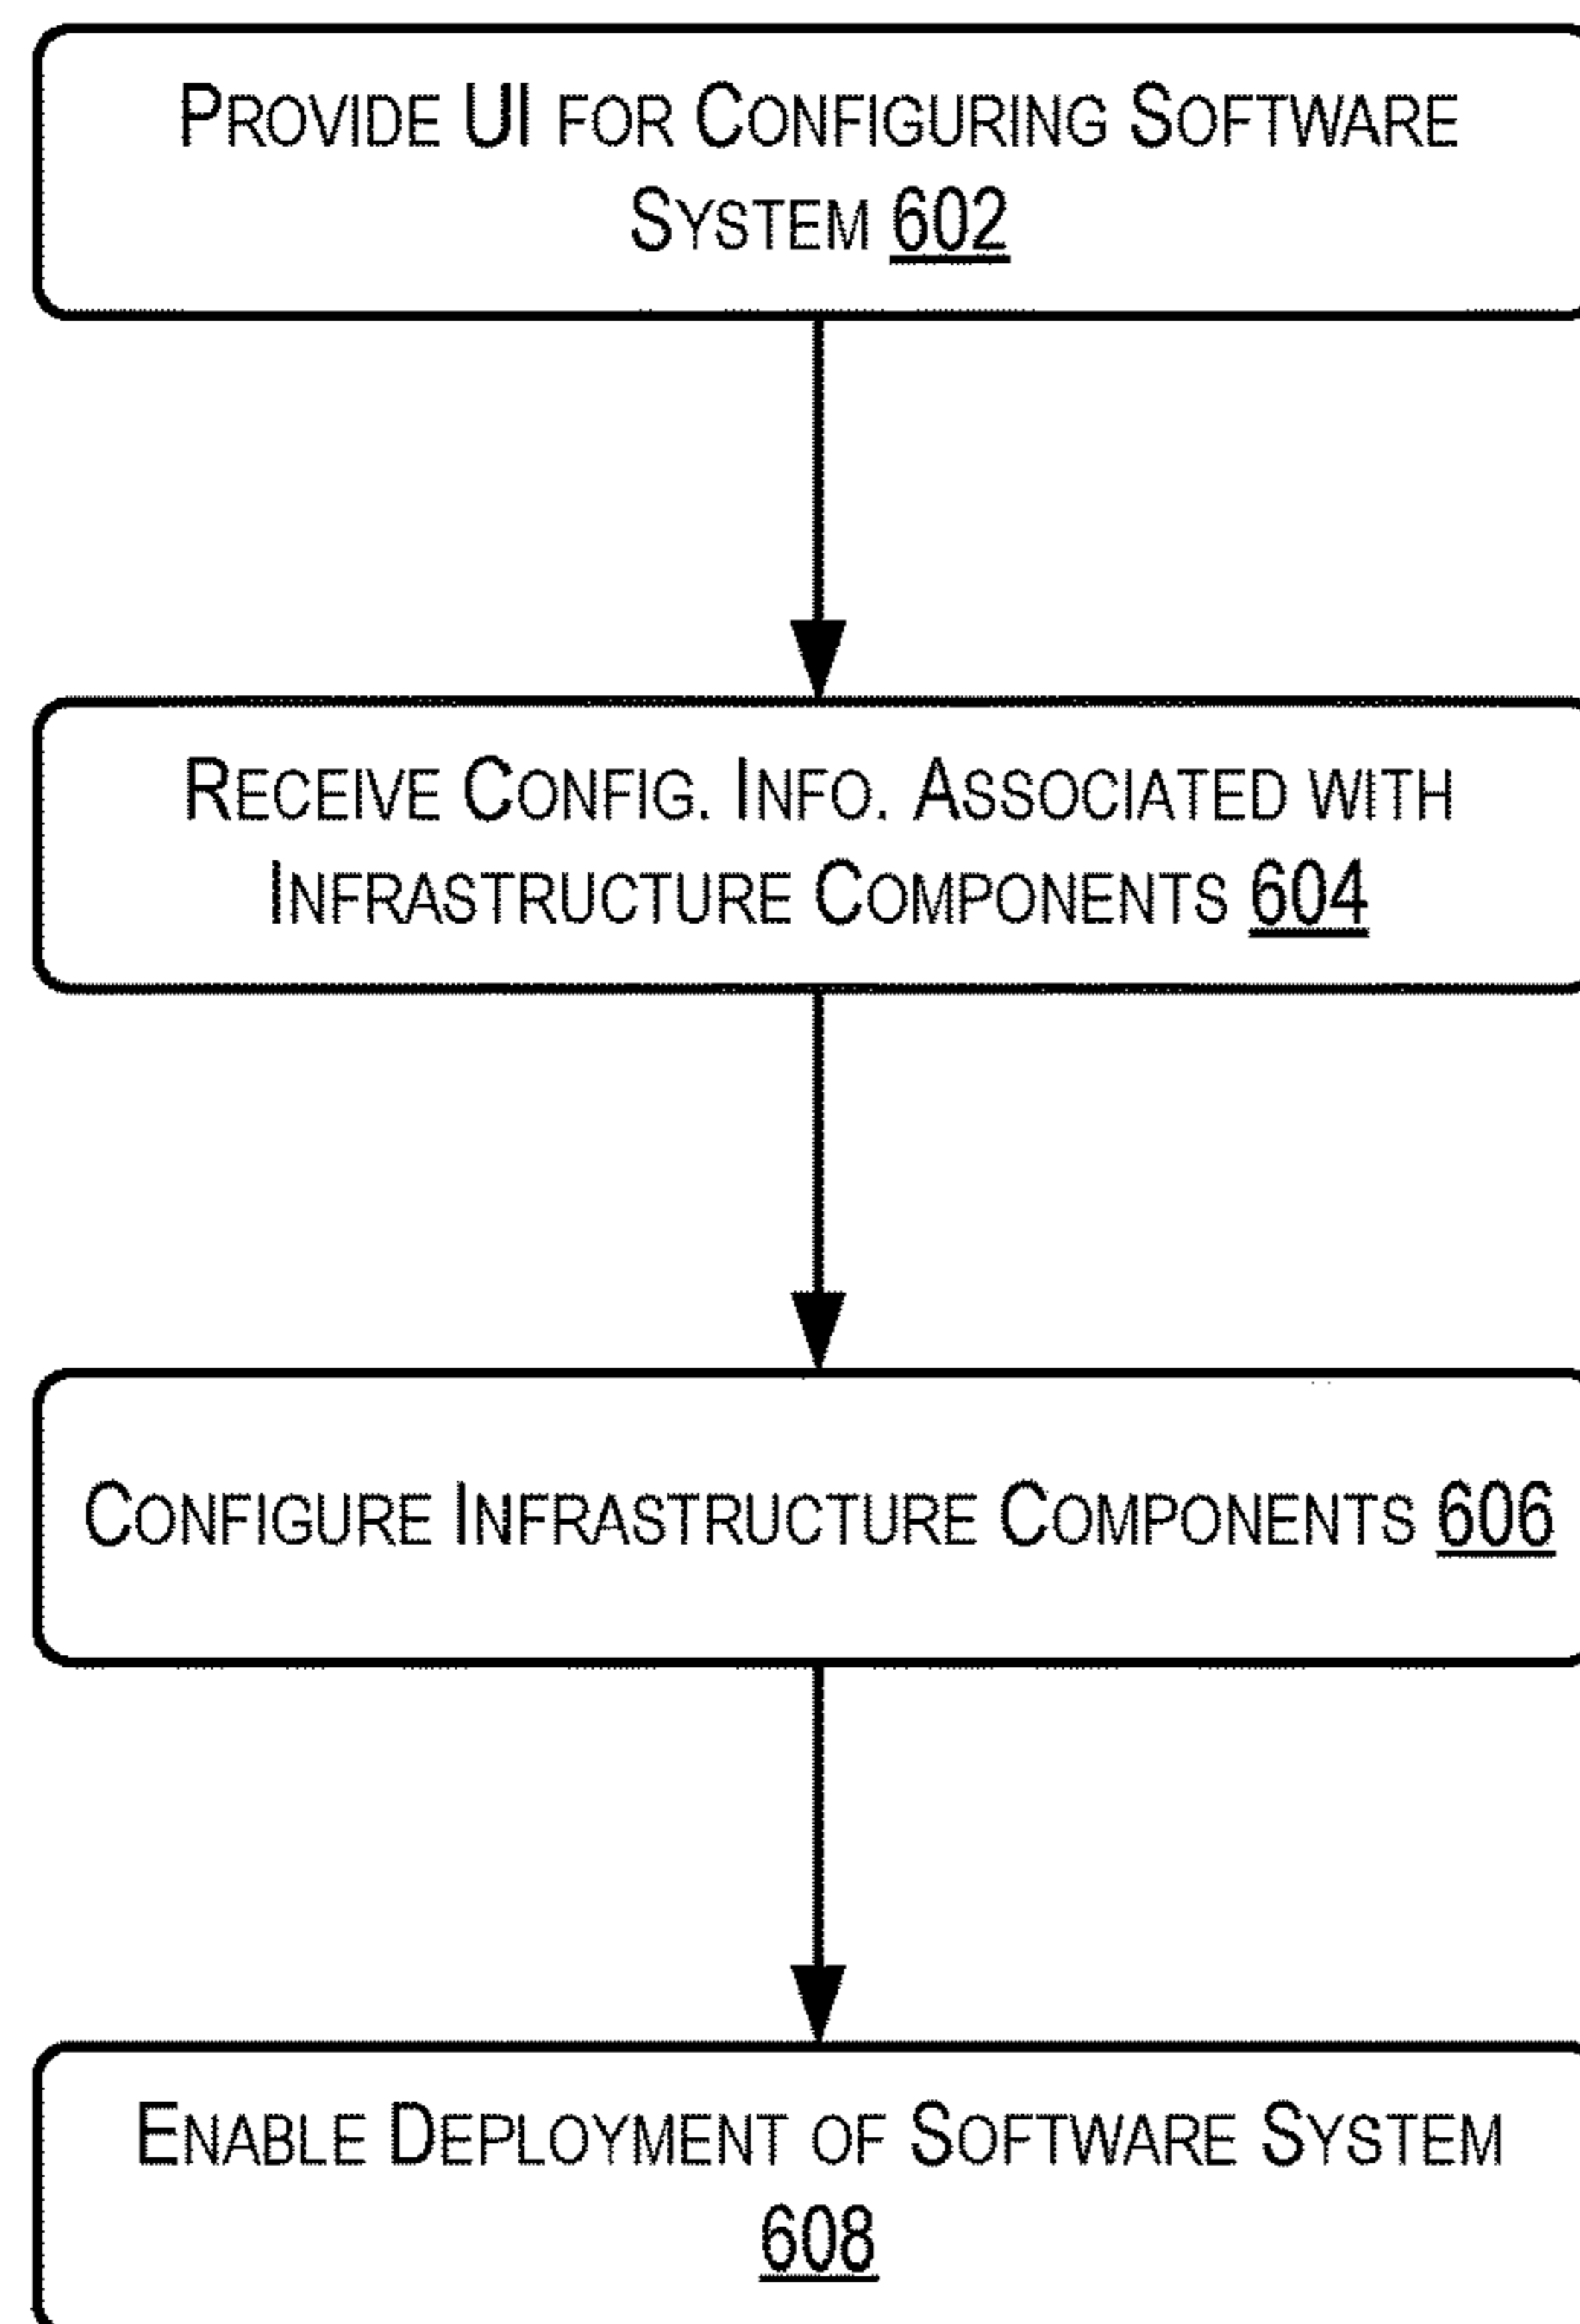 PROVIDE UI FOR CONFIGURING SOFTWARE
SYSTEM 602
RECEIVE CONFIG. INFO. ASSOCIATED WITH
INFRASTRUCTURE COMPONENTS 604
CONFIGURE INFRASTRUCTURE COMPONENTS 606
ENABLE DEPLOYMENT OF SOFTWARE SYSTEM
608